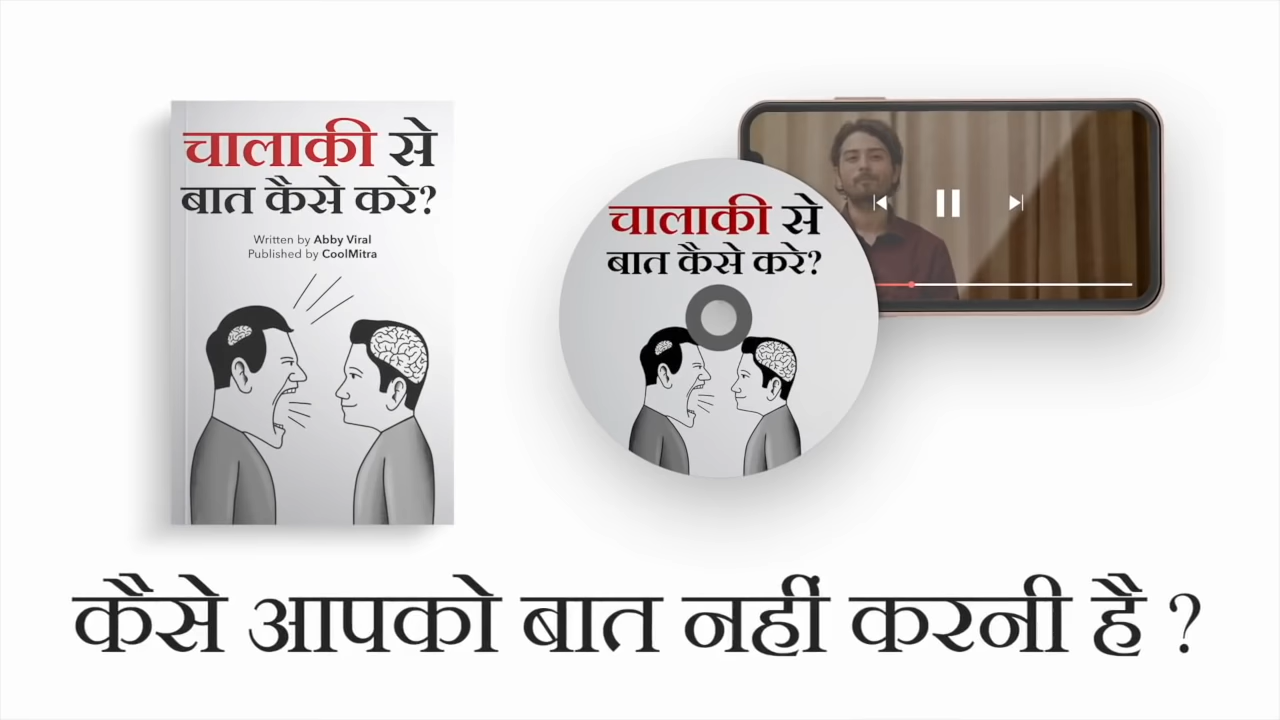 चालाकी से
बात कैसे करे?
Written by Abby Viral
Published by CoolMitra
चालाकी से
बात कैसे करे?
कैसे आपको बात नहीं करनी है ?